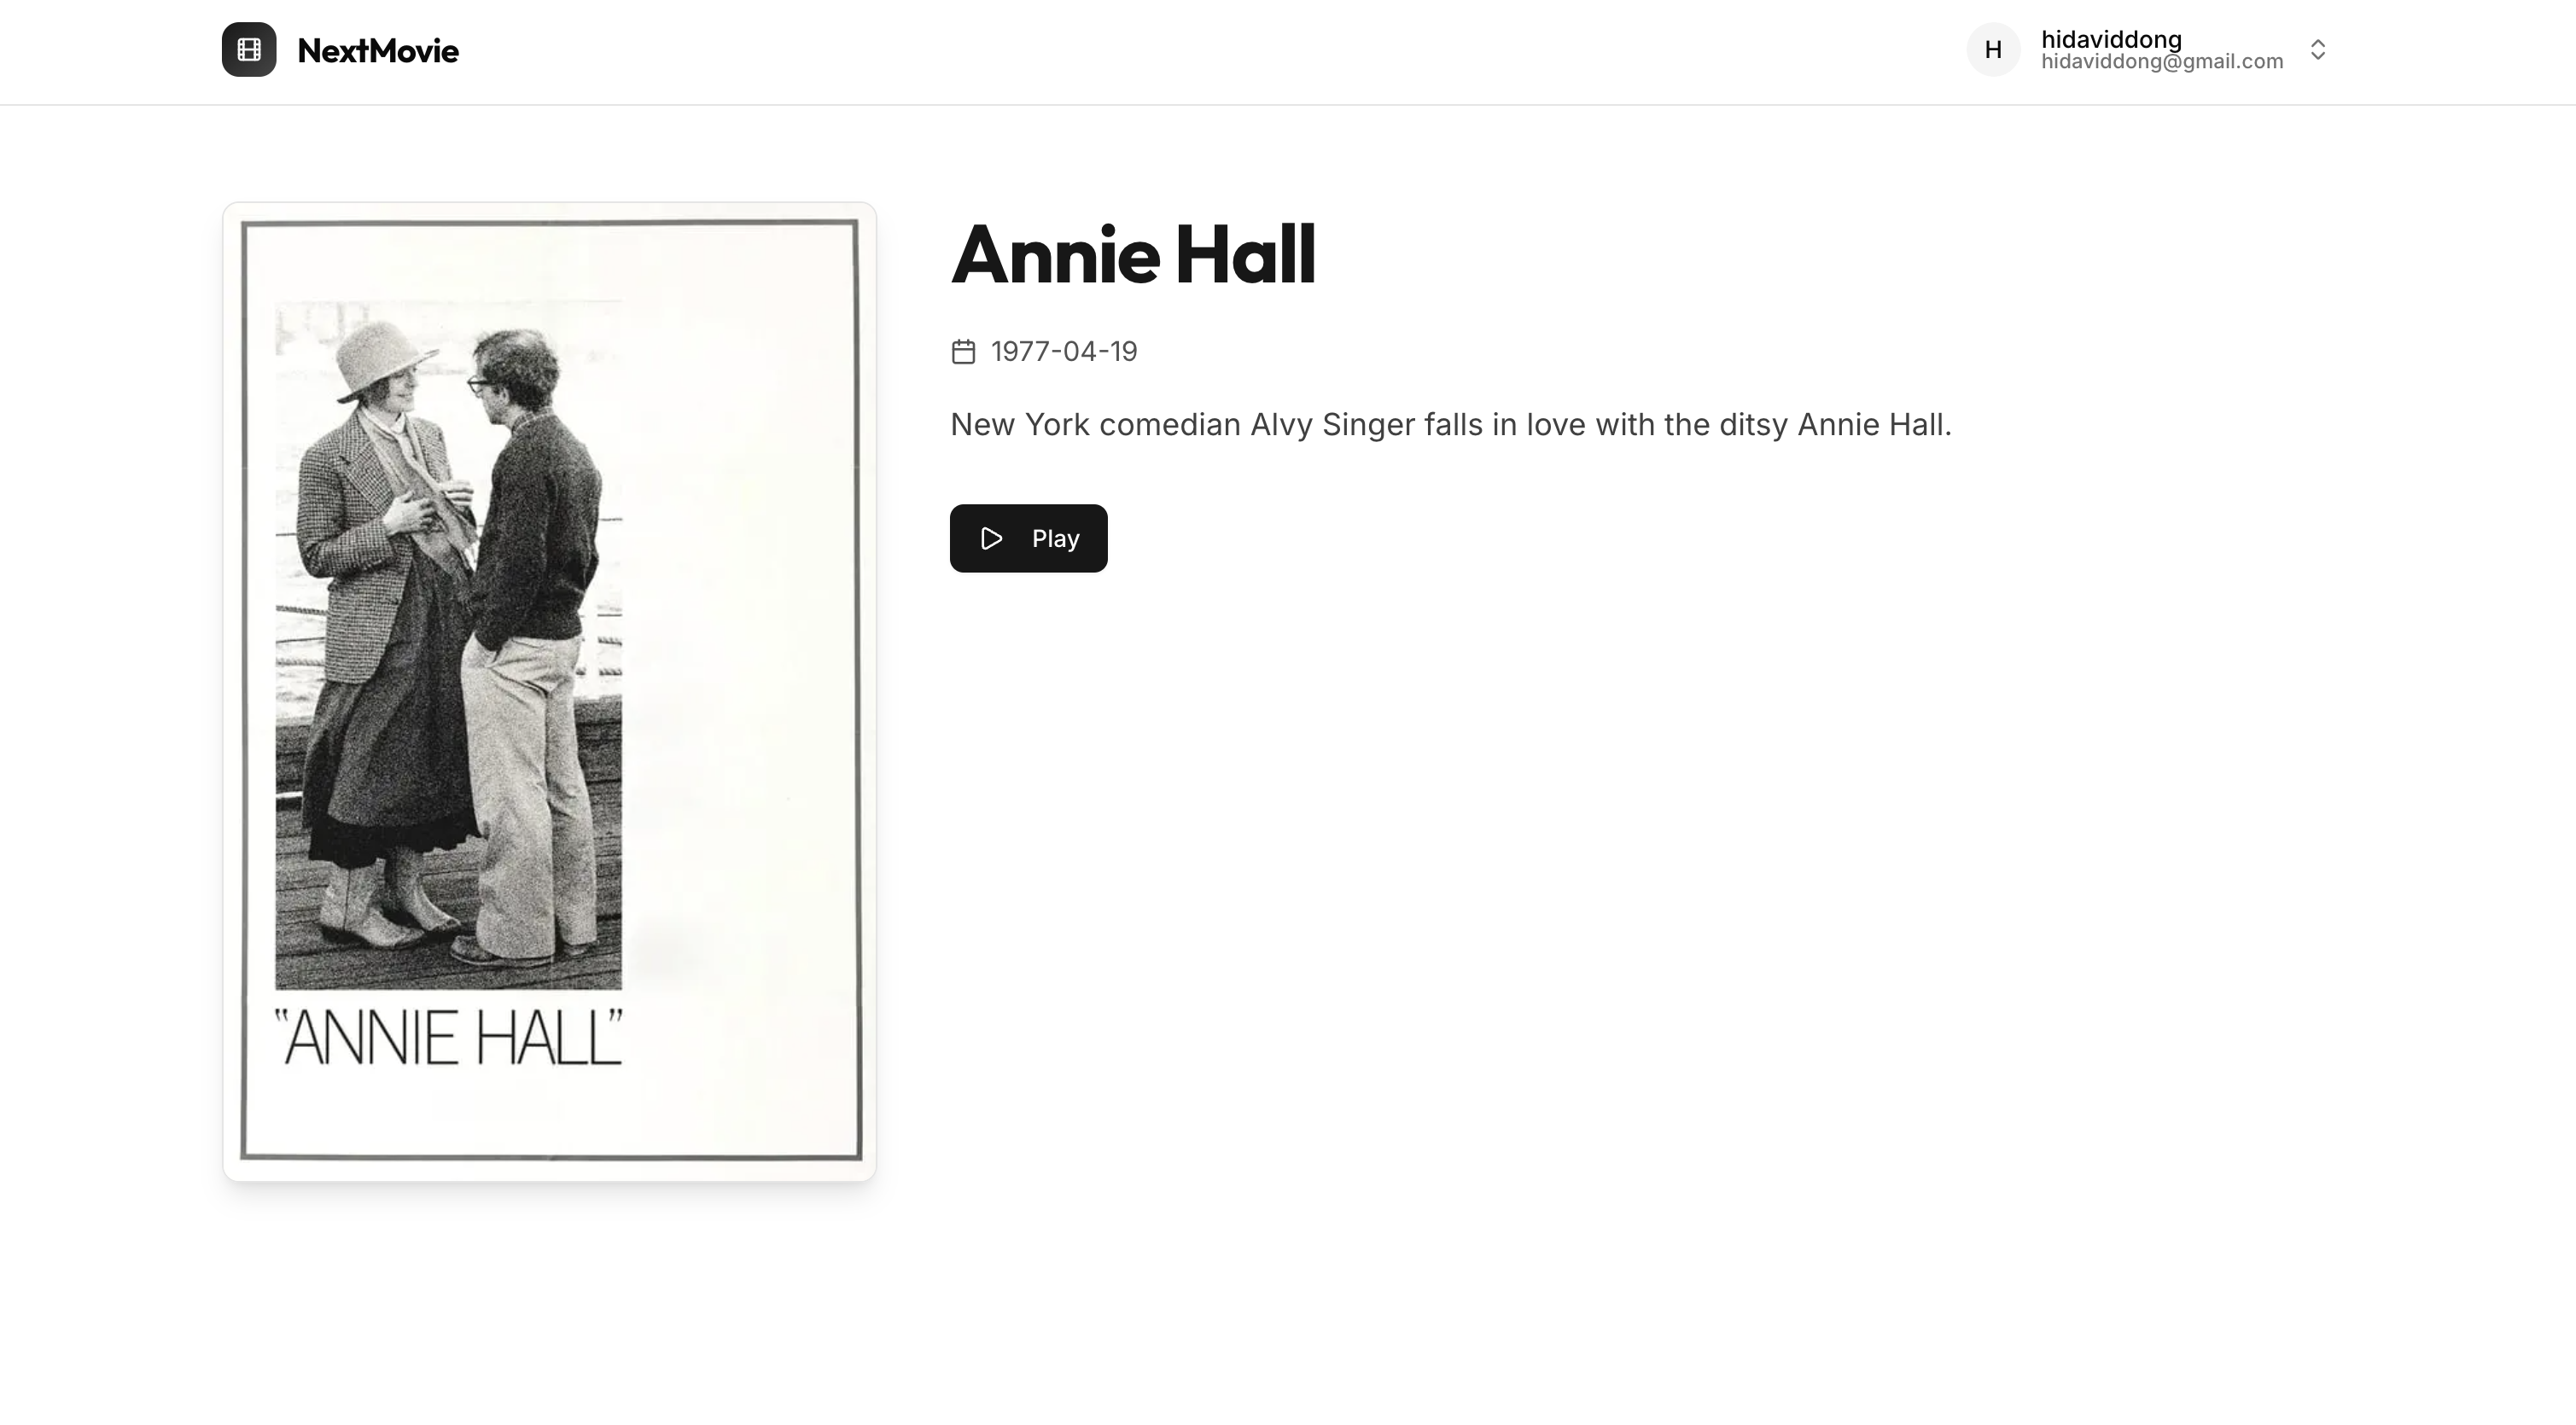 NextMovie
H
hidaviddong
hidaviddong@gmail.com
Annie Hall
1977-04-19
New York comedian Alvy Singer falls in love with the ditsy Annie Hall.
Play
“ANNIE HALL”